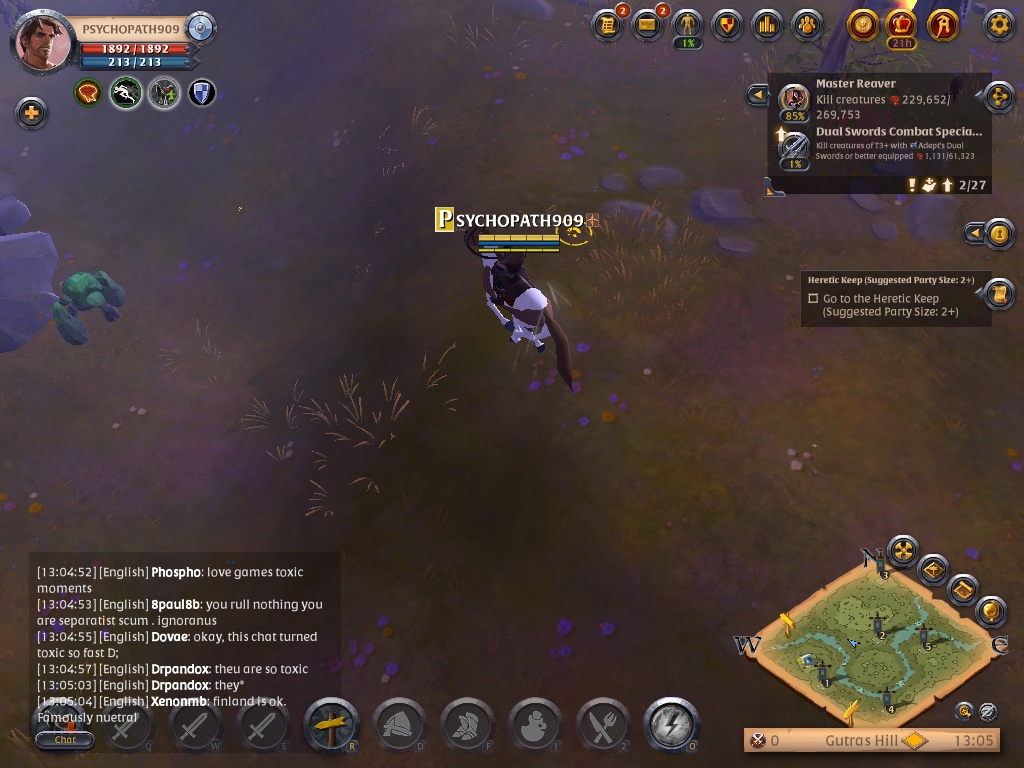 PSYCHOPATH909
1892 / 1892
213 / 213
2
2
1%
21h
Master Reaver
Kill creatures 229,652/
269,753
85%
Dual Swords Combat Specia...
Kill creatures of T3+ with Adept's Dual
Swords or better equipped 1,131/61,323
1%
2/27
PSYCHOPATH909
Heretic Keep (Suggested Party Size: 2+)
Go to the Heretic Keep
(Suggested Party Size: 2+)
[13:04:52] [English] Phospho: love games toxic
moments
[13:04:53] [English] 8paul8b: you rull nothing you
are separatist scum . ignoranus
[13:04:55] [English] Dovae: okay, this chat turned
toxic so fast D;
[13:04:57] [English] Drpandox: theu are so toxic
[13:05:03] [English] Drpandox: they*
[13:05:04] [English] Xenonmb: finland is ok.
Famously nuetral
Chat
Q
W
E
R
D
F
1
2
O
N
W
E
3
2
5
1
4
0
Gutras Hill
13:05